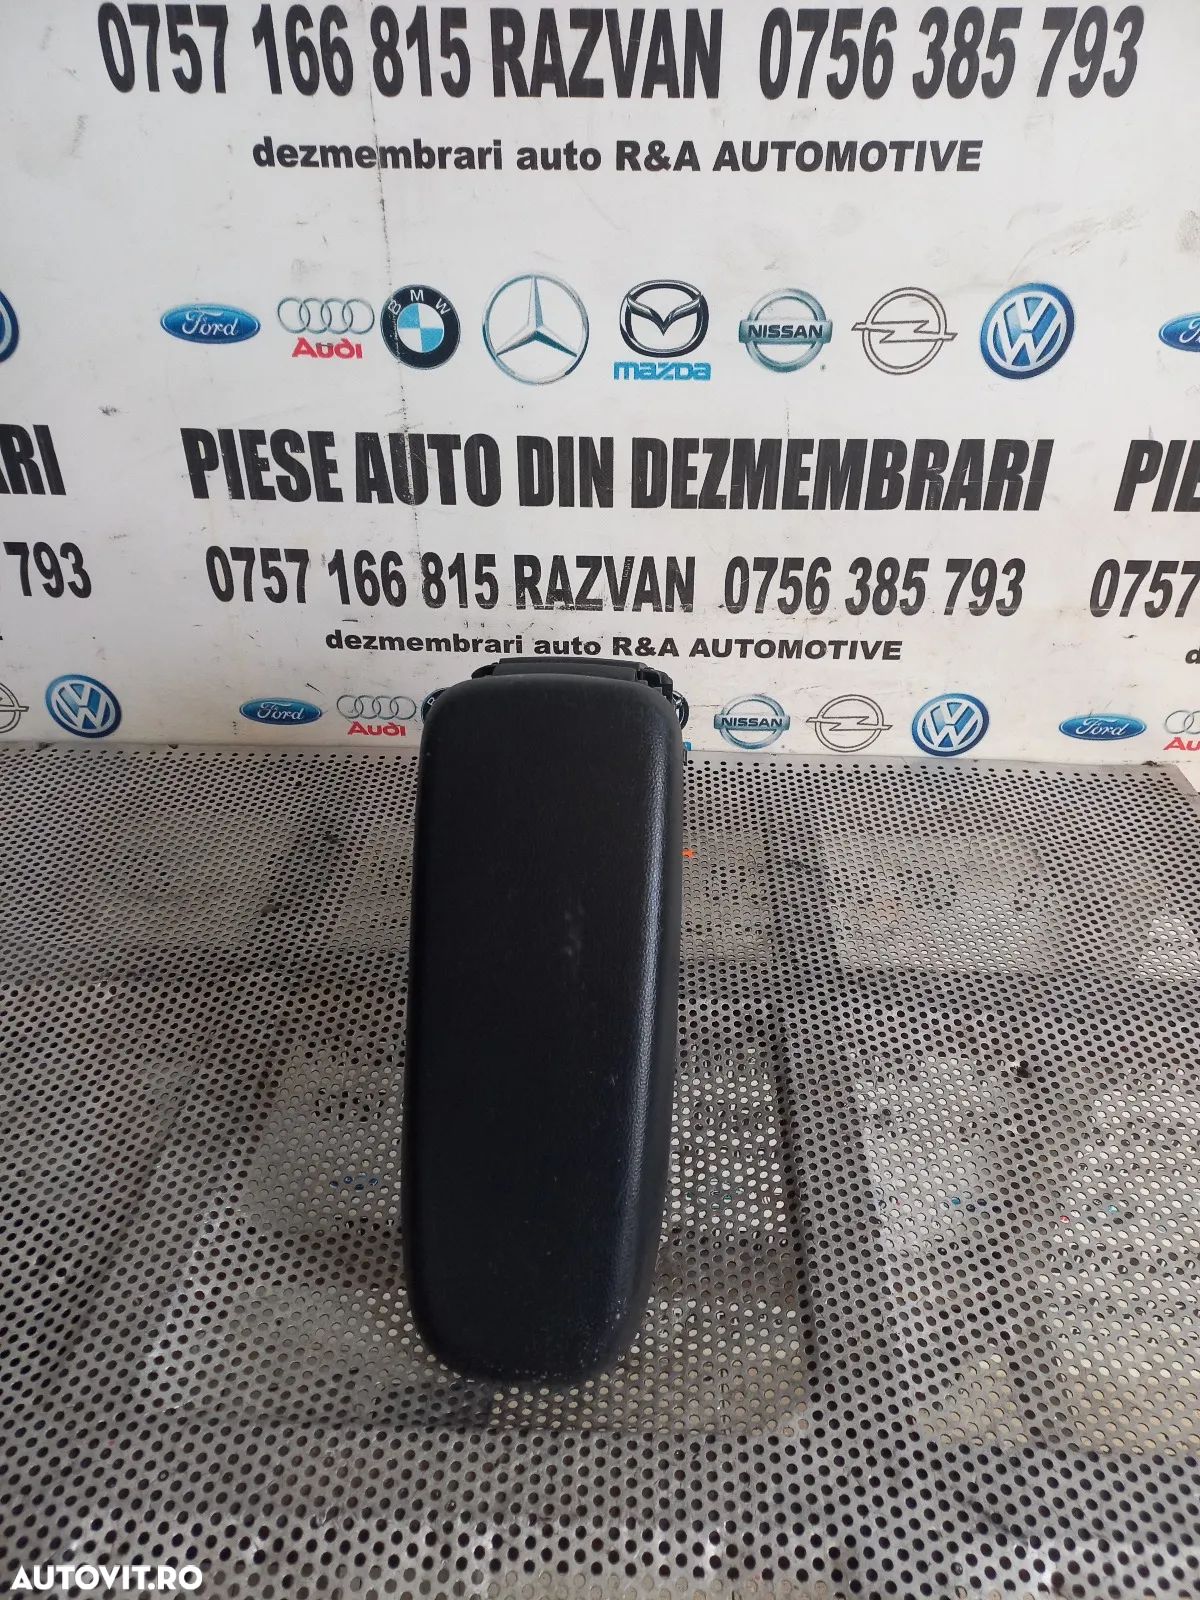 0757 166 815 RAZVAN 0756 385 793
dezmembrari auto R&A AUTOMOTIVE
Ford Audi BMW mazda NISSAN
RI PIESE AUTO DIN DEZMEMBRARI PIE
793 0757 166 815 RAZVAN 0756 385 793 0757
dezmembrari auto R&A AUTOMOTIVE d
Ford Audi NISSAN Ford
AUTOVIT.RO